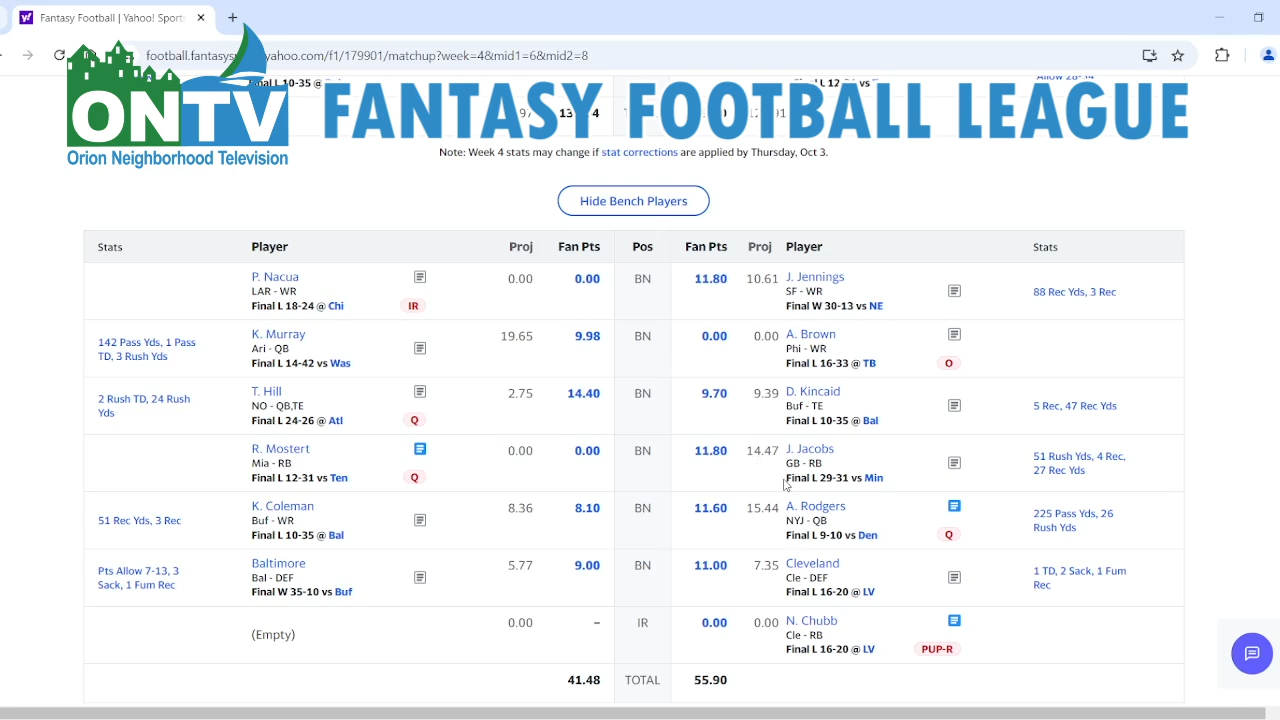 Fantasy Football | Yahoo! Sport
football.fantasys yahoo.com/f1/179901/matchup?week=4&mid1=6&mid2=8
ONTV
Orion Neighborhood Television
FANTASY FOOTBALL LEAGUE
Note: Week 4 stats may change if stat corrections are applied by Thursday, Oct 3.
Hide Bench Players
Stats Player Proj Fan Pts Pos Fan Pts Proj Player Stats
P. Nacua
LAR - WR 0.00 0.00 BN 11.80 10.61 J. Jennings
SF - WR 88 Rec Yds, 3 Rec
Final L 18-24 @ Chi IR Final W 30-13 vs NE
142 Pass Yds, 1 Pass
TD, 3 Rush Yds
K. Murray
Ari - QB
Final L 14-42 vs Was
19.65 9.98 BN 0.00 0.00
A. Brown
Phi - WR
Final L 16-33 @ TB O
2 Rush TD, 24 Rush
Yds
T. Hill
NO - QB,TE
Final L 24-26 @ Atl Q
2.75 14.40 BN 9.70 9.39
D. Kincaid
Buf - TE
Final L 10-35 @ Bal
5 Rec, 47 Rec Yds
R. Mostert
Mia - RB
Final L 12-31 vs Ten Q
0.00 0.00 BN 11.80 14.47
J. Jacobs
GB - RB
Final L 29-31 vs Min
51 Rush Yds, 4 Rec,
27 Rec Yds
51 Rec Yds, 3 Rec
K. Coleman
Buf - WR
Final L 10-35 @ Bal
8.36 8.10 BN 11.60 15.44
A. Rodgers
NYJ - QB
Final L 9-10 vs Den Q
225 Pass Yds, 26
Rush Yds
Pts Allow 7-13, 3
Sack, 1 Fum Rec
Baltimore
Bal - DEF
Final W 35-10 vs Buf
5.77 9.00 BN 11.00 7.35
Cleveland
Cle - DEF
Final L 16-20 @ LV
1 TD, 2 Sack, 1 Fum
Rec
(Empty)
0.00 – IR 0.00 0.00
N. Chubb
Cle - RB
Final L 16-20 @ LV PUP-R
41.48 TOTAL 55.90